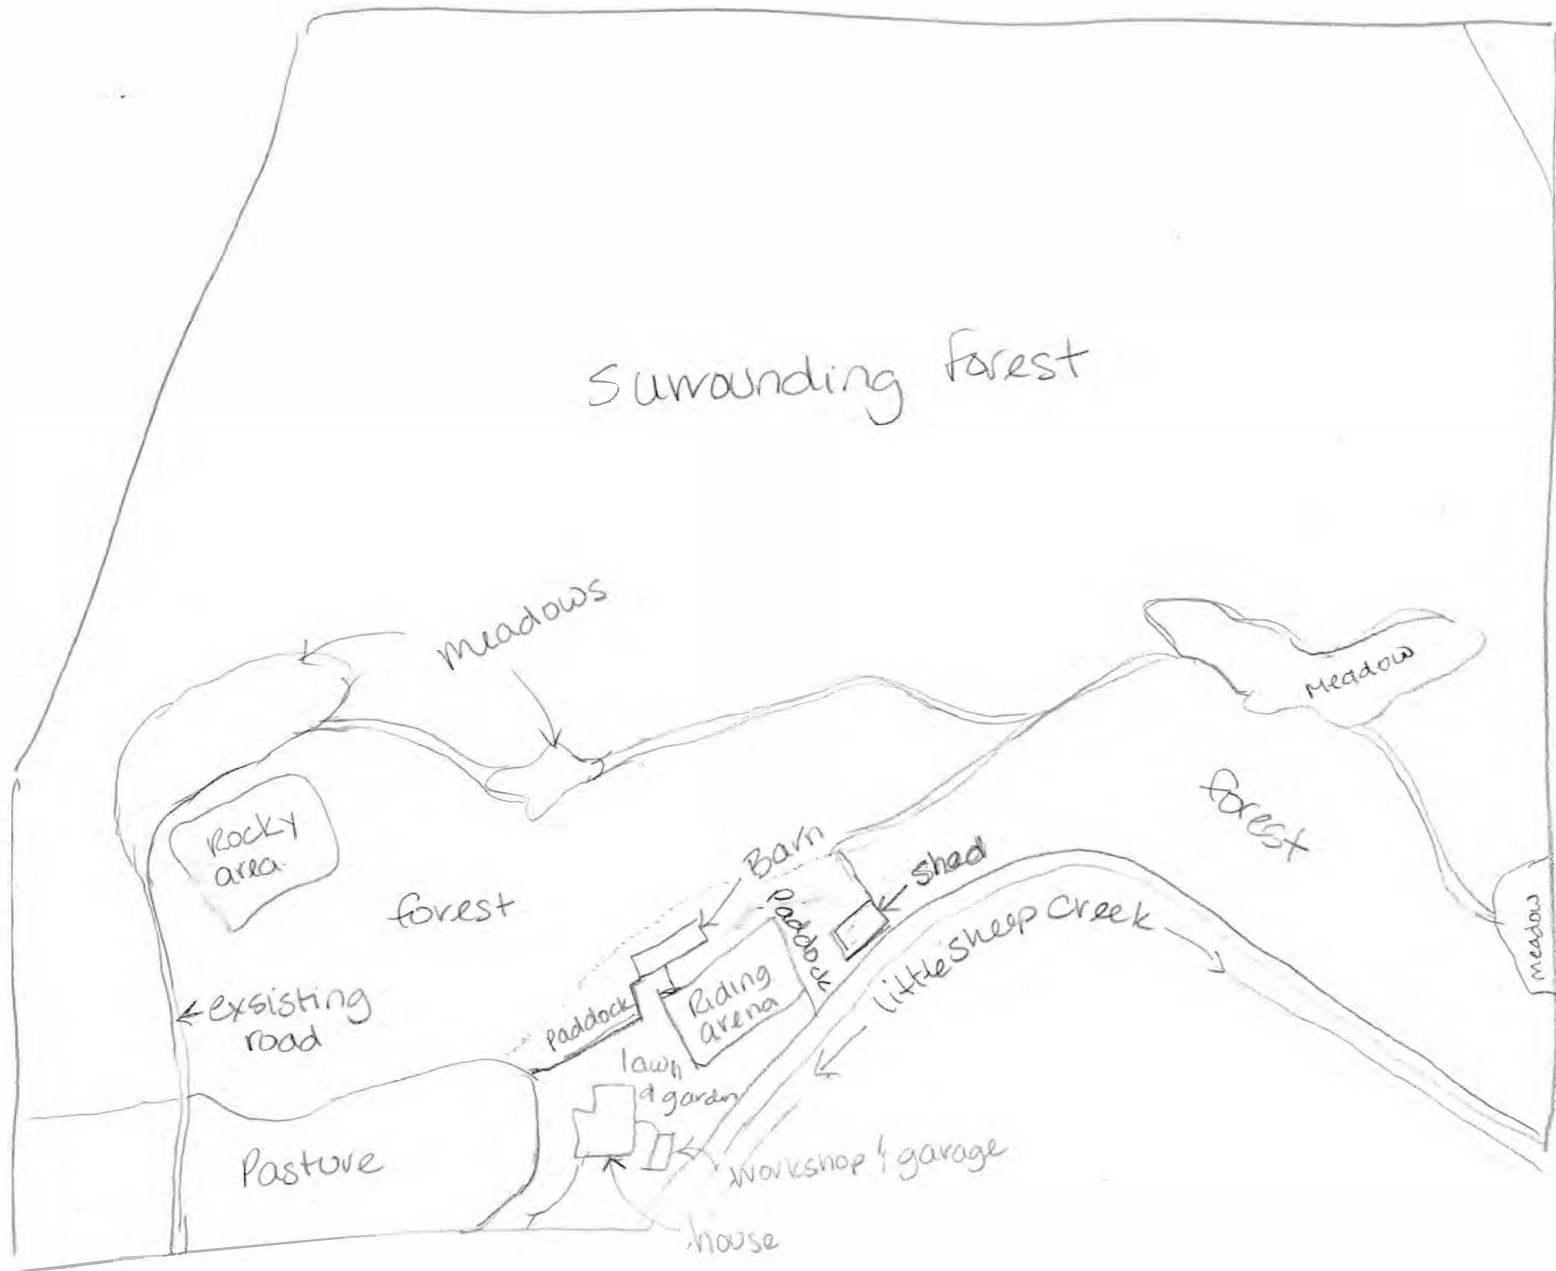 Surrounding forest
meadows
Meadow
Rocky
area
forest
forest
Barn
Shed
Paddock
Little Sheep Creek
meadow
Riding
arena
exsisting
road
Paddock
lawn
& gardn
Pasture
workshop & garage
house